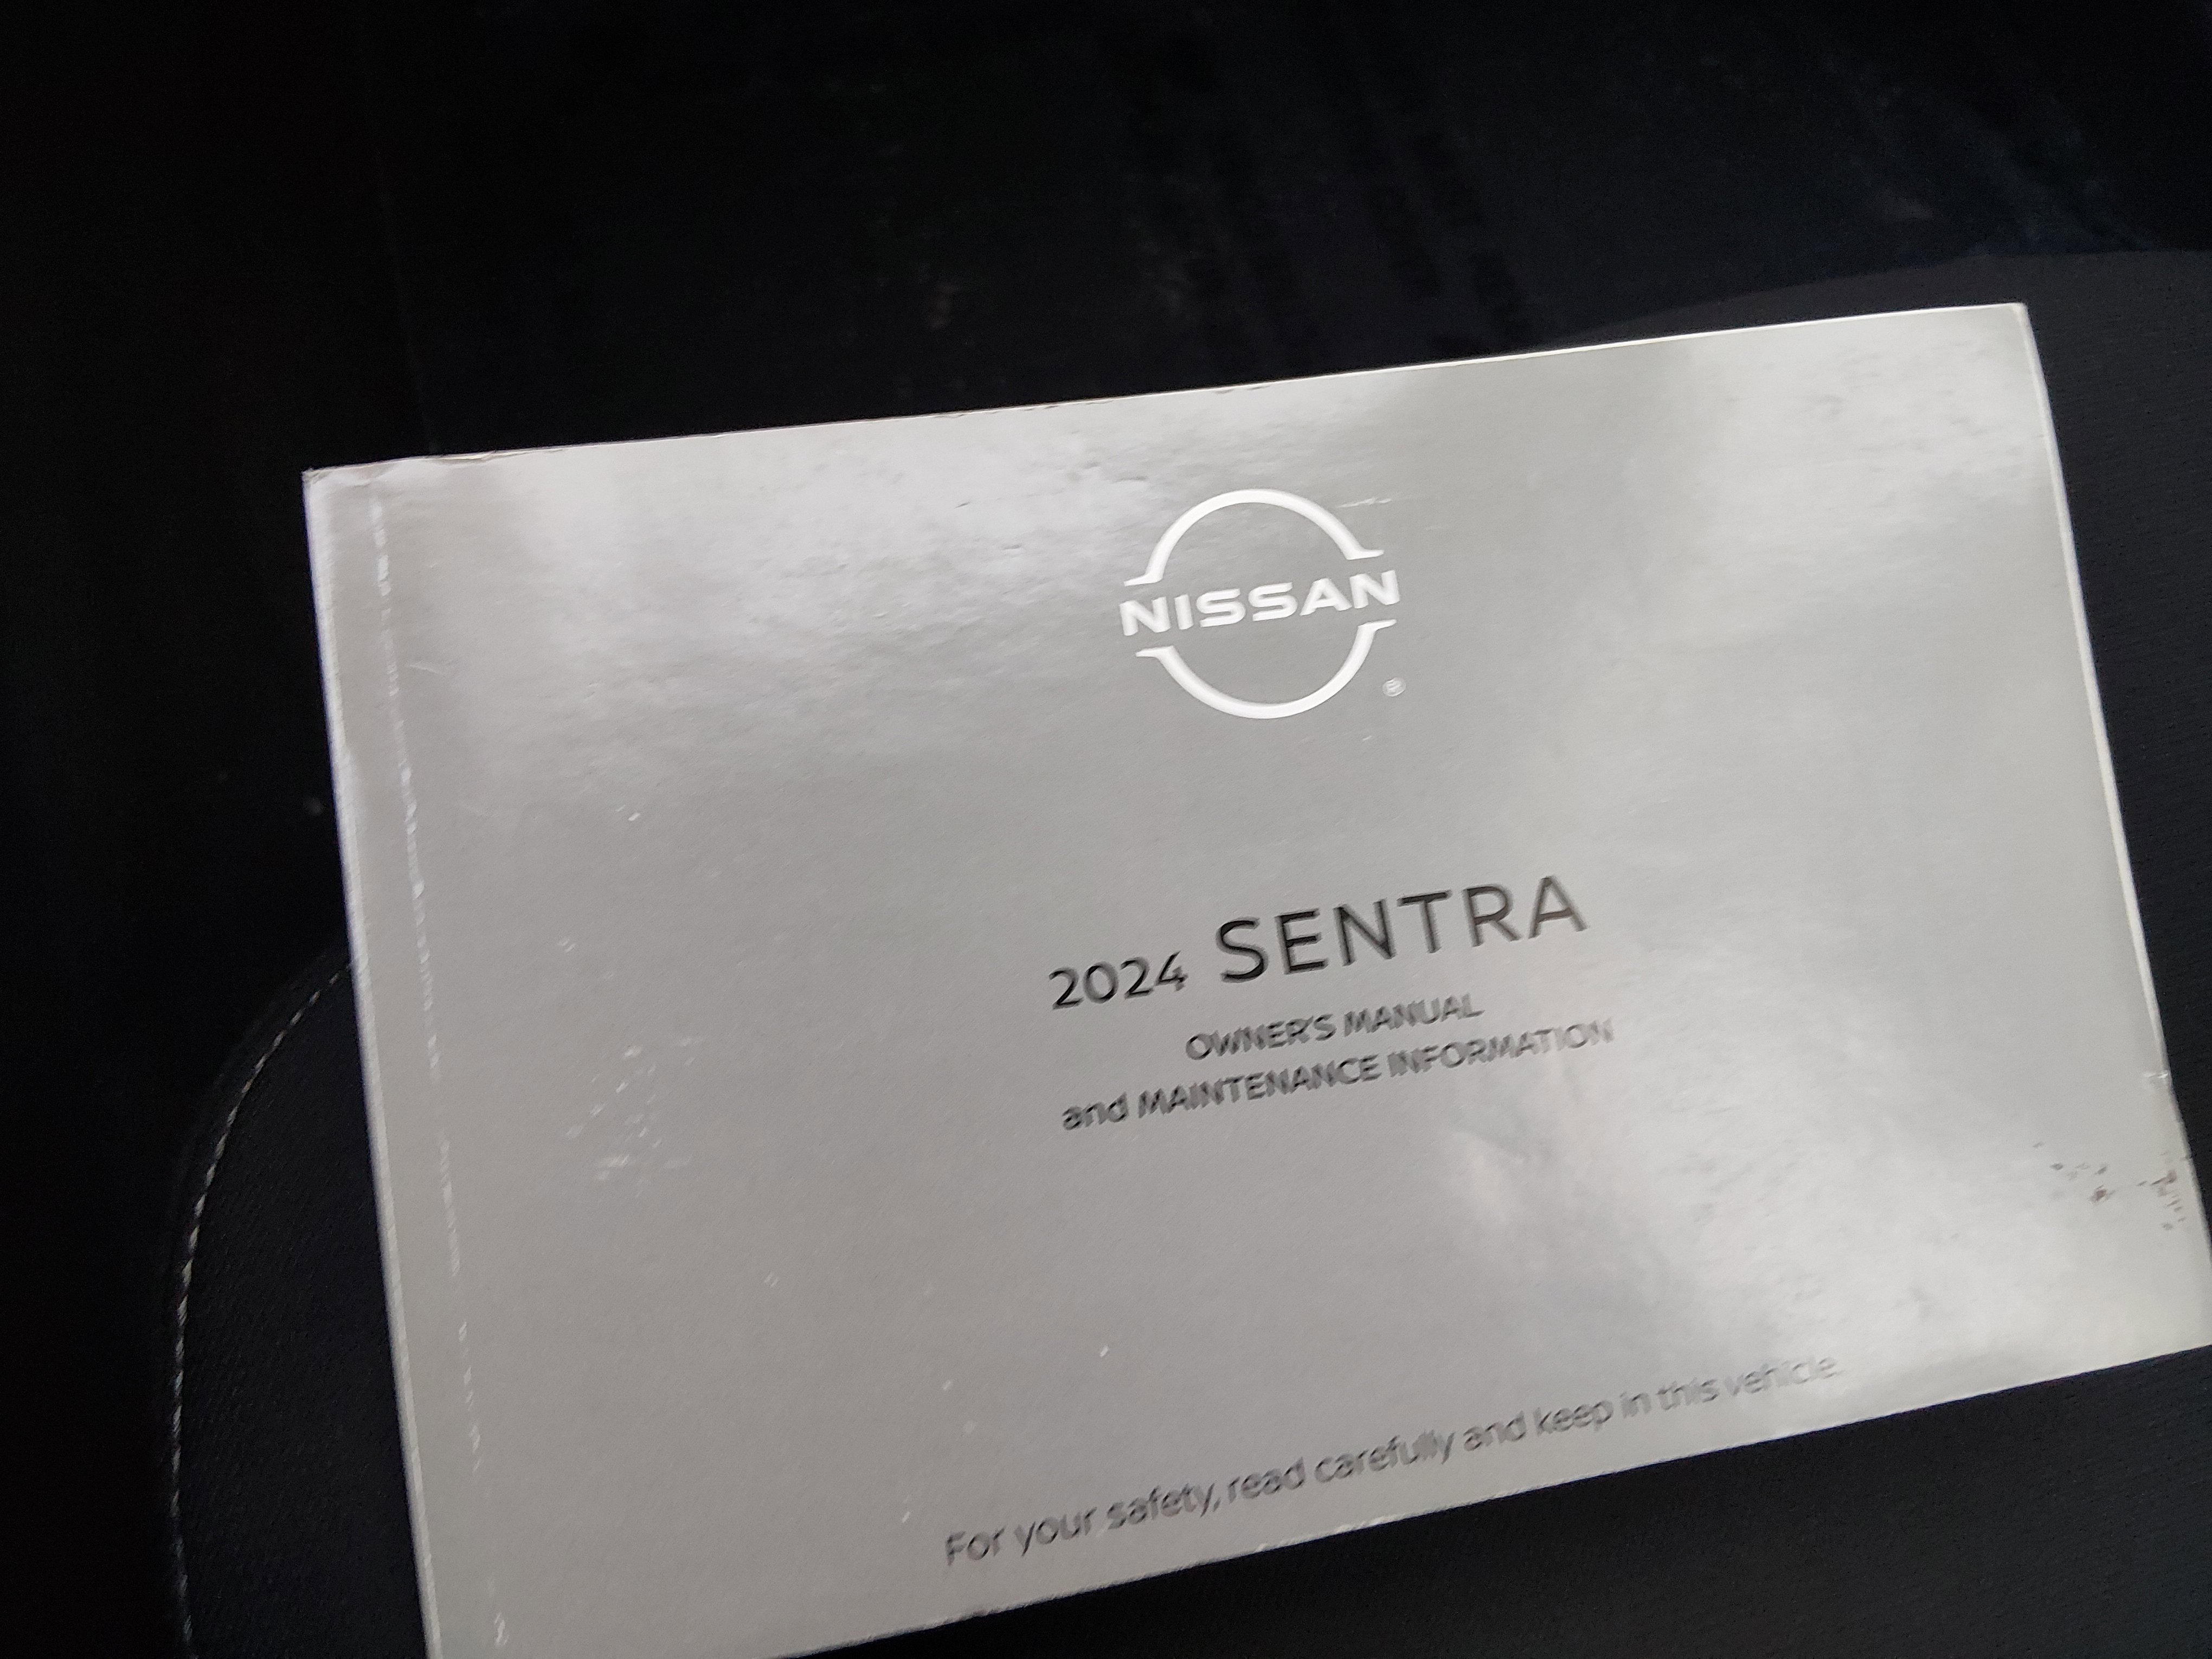 NISSAN
®
2024 SENTRA
OWNER'S MANUAL
and MAINTENANCE INFORMATION
For your safety, read carefully and keep in this vehicle.